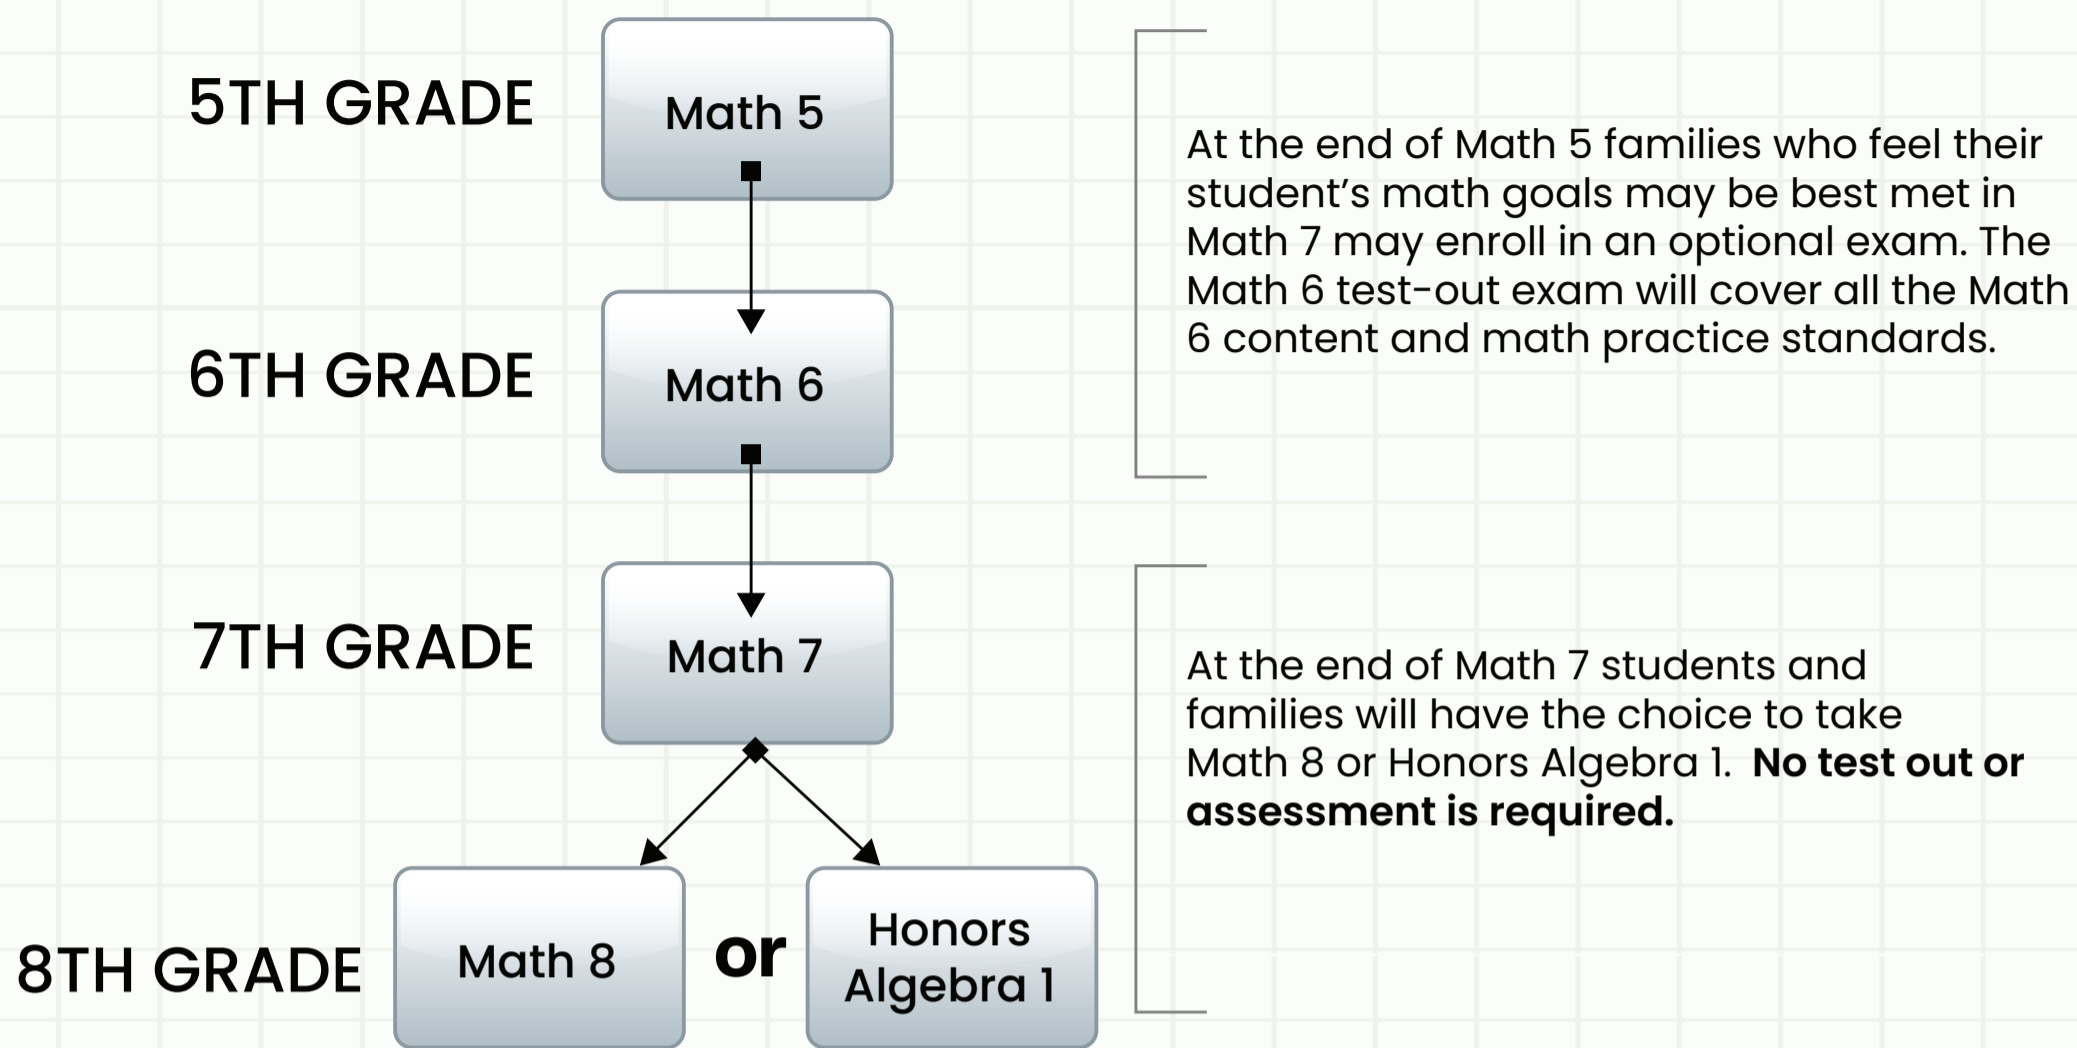 5TH GRADE
Math 5
At the end of Math 5 families who feel their
student’s math goals may be best met in
Math 7 may enroll in an optional exam. The
Math 6 test-out exam will cover all the Math
6 content and math practice standards.
6TH GRADE
Math 6
7TH GRADE
Math 7
At the end of Math 7 students and
families will have the choice to take
Math 8 or Honors Algebra 1. No test out or
assessment is required.
8TH GRADE
Math 8
or
Honors
Algebra 1